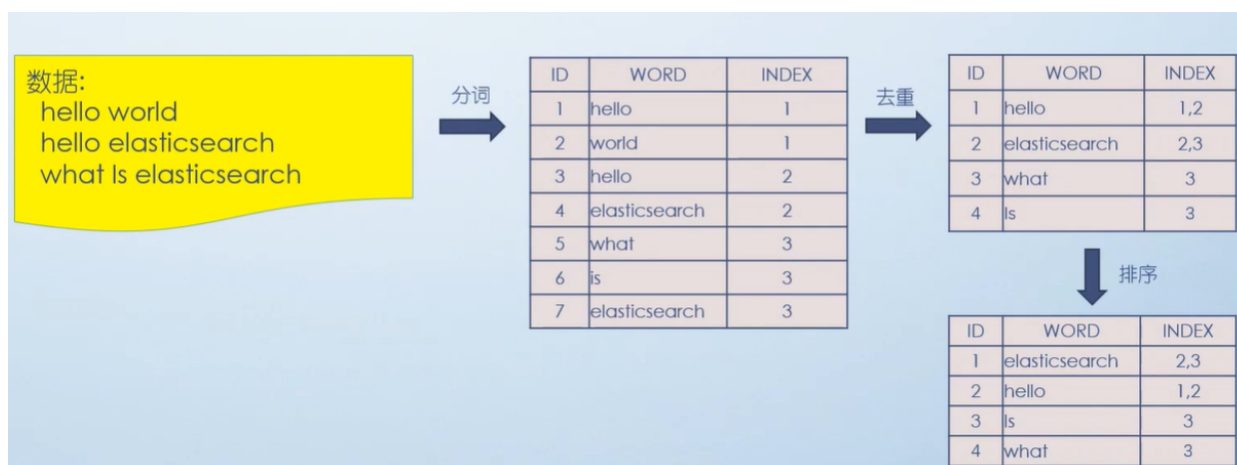 数据:
hello world
hello elasticsearch
what Is elasticsearch
分词
ID WORD INDEX
1 hello 1
2 world 1
3 hello 2
4 elasticsearch 2
5 what 3
6 is 3
7 elasticsearch 3
去重
ID WORD INDEX
1 hello 1,2
2 elasticsearch 2,3
3 what 3
4 Is 3
排序
ID WORD INDEX
1 elasticsearch 2,3
2 hello 1,2
3 Is 3
4 what 3